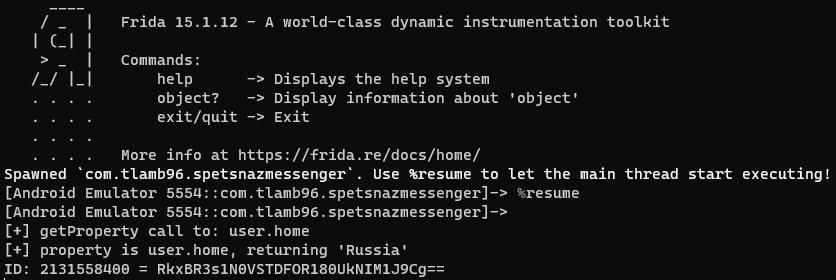 ____
   / _  |   Frida 15.1.12 - A world-class dynamic instrumentation toolkit
  | (_| |
   > _  |   Commands:
  /_/ |_|       help      -> Displays the help system
  . . . .       object?   -> Display information about 'object'
  . . . .       exit/quit -> Exit
  . . . .
  . . . .   More info at https://frida.re/docs/home/
Spawned `com.tlamb96.spetsnazmessenger`. Use %resume to let the main thread start executing!
[Android Emulator 5554::com.tlamb96.spetsnazmessenger]-> %resume
[Android Emulator 5554::com.tlamb96.spetsnazmessenger]->
[+] getProperty call to: user.home
[+] property is user.home, returning 'Russia'
ID: 2131558400 = RkxBR3s1N0VSTDFOR180UkNIM1J9Cg==